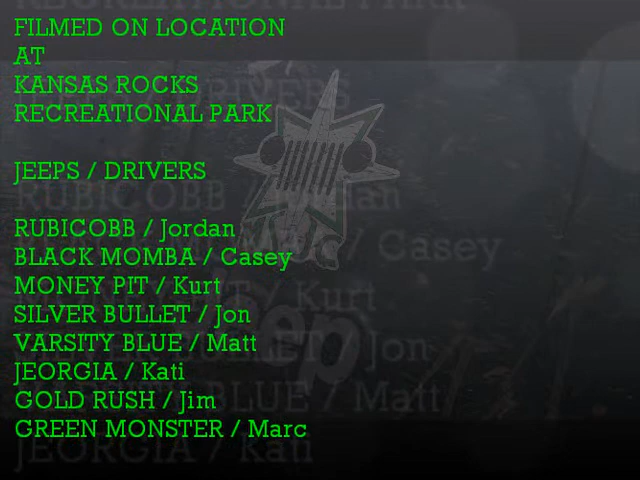 FILMED ON LOCATION
AT
KANSAS ROCKS
RECREATIONAL PARK
JEEPS / DRIVERS
RUBICOBB / Jordan
BLACK MOMBA / Casey
MONEY PIT / Kurt
SILVER BULLET / Jon
VARSITY BLUE / Matt
JEORGIA / Kati
GOLD RUSH / Jim
GREEN MONSTER / Marc